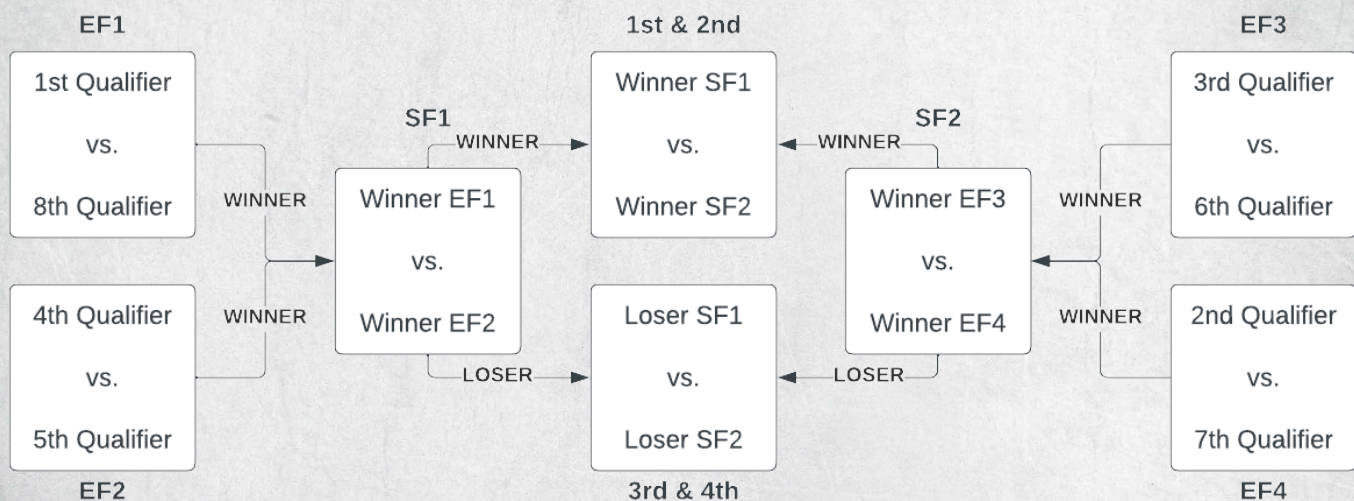 EF1
1st Qualifier
vs.
8th Qualifier
WINNER
4th Qualifier
vs.
5th Qualifier
EF2
WINNER
SF1
Winner EF1
vs.
Winner EF2
WINNER
LOSER
1st & 2nd
Winner SF1
vs.
Winner SF2
Loser SF1
vs.
Loser SF2
3rd & 4th
SF2
WINNER
Winner EF3
vs.
Winner EF4
LOSER
EF3
3rd Qualifier
vs.
6th Qualifier
WINNER
2nd Qualifier
vs.
7th Qualifier
EF4
WINNER